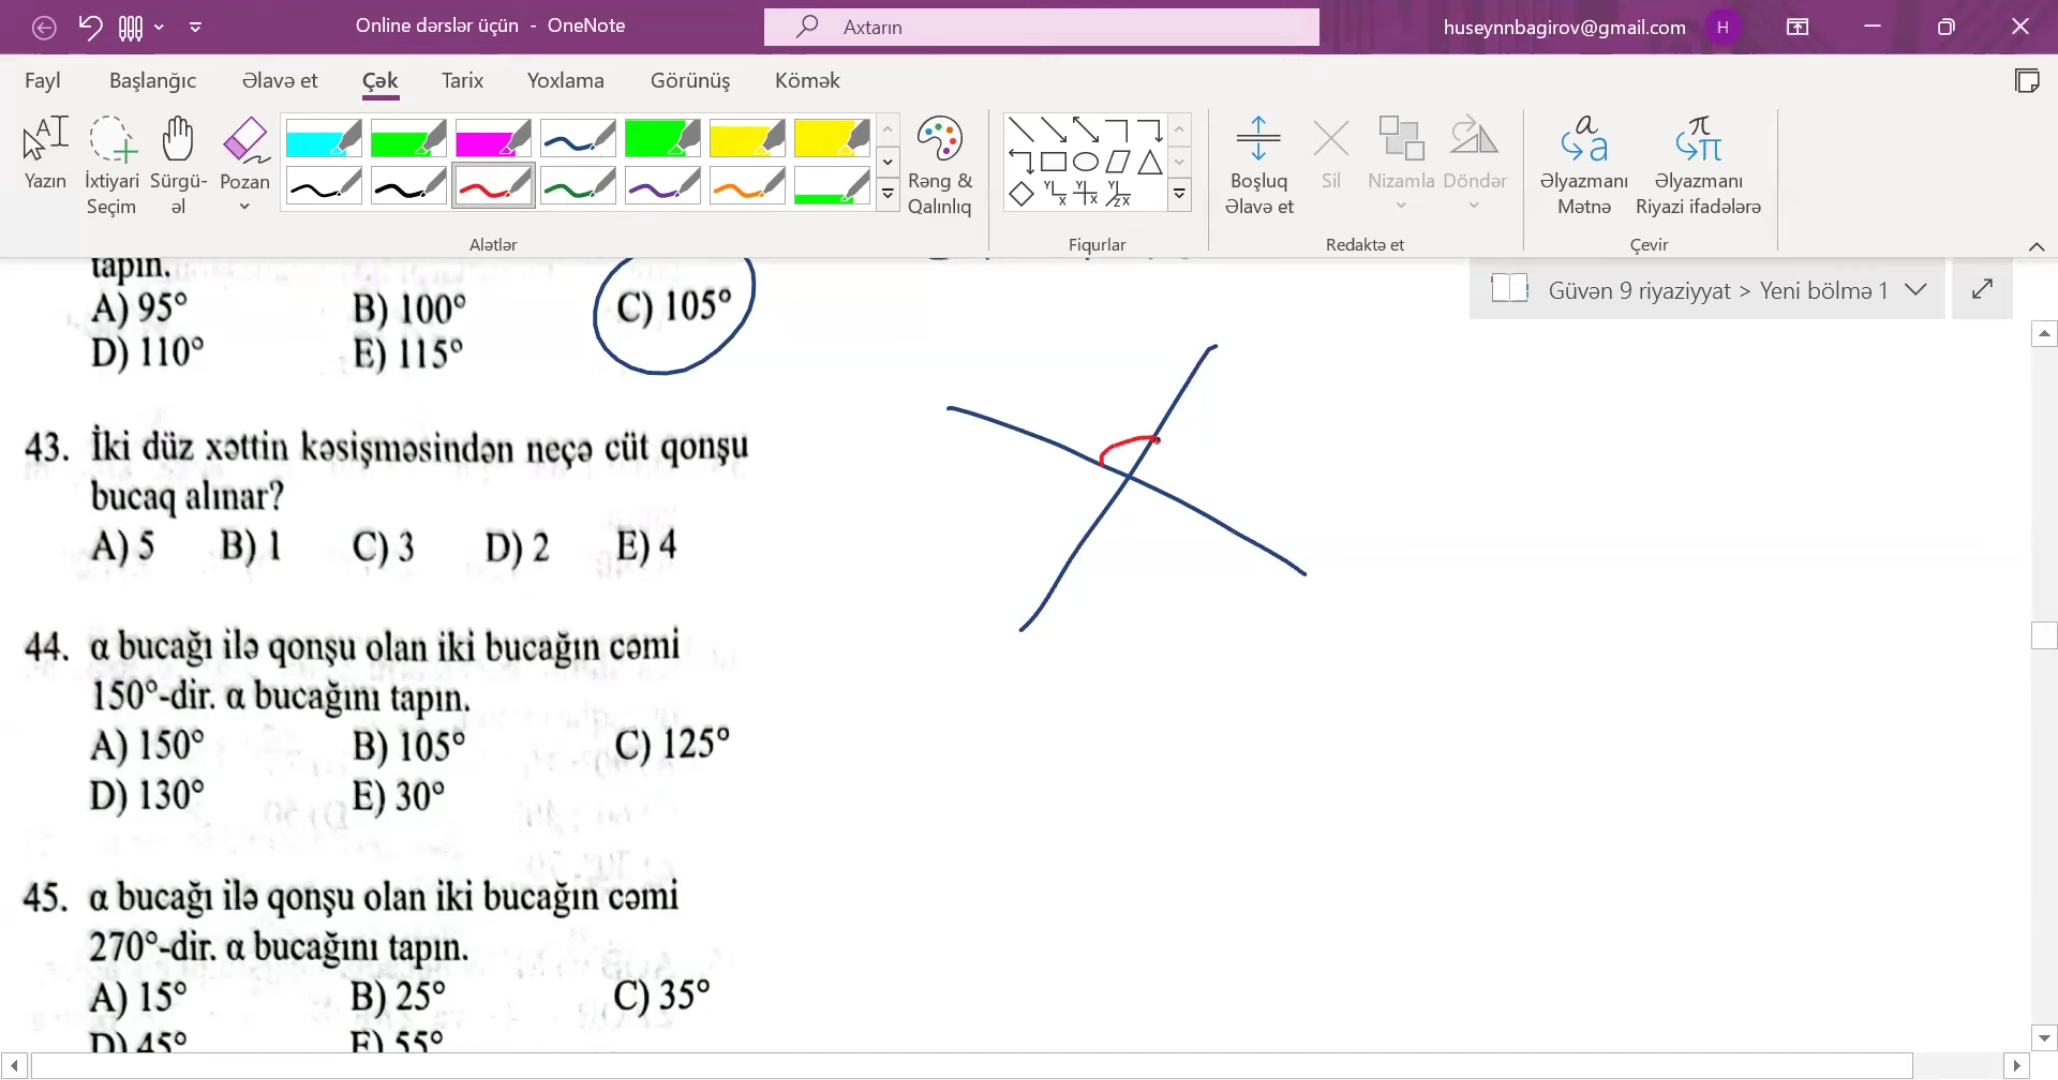 Online dərslər üçün - OneNote
Axtarın
huseynnbagirov@gmail.com
H
Fayl Başlanğıc Əlavə et Çək Tarix Yoxlama Görünüş Kömək
Yazın
İxtiyari Seçim
Sürgü-əl
Pozan
Rəng & Qalınlıq
Boşluq Əlavə et
Sil
Nizamla
Döndər
Əlyazmanı Mətnə
Əlyazmanı Riyazi ifadələrə
Alətlər
Fiqurlar
Redaktə et
Çevir
Güvən 9 riyaziyyat > Yeni bölmə 1
tapın.
A) 95° B) 100° C) 105°
D) 110° E) 115°
43. İki düz xəttin kəsişməsindən neçə cüt qonşu
bucaq alınar?
A) 5 B) 1 C) 3 D) 2 E) 4
44. α bucağı ilə qonşu olan iki bucağın cəmi
150°-dir. α bucağını tapın.
A) 150° B) 105° C) 125°
D) 130° E) 30°
45. α bucağı ilə qonşu olan iki bucağın cəmi
270°-dir. α bucağını tapın.
A) 15° B) 25° C) 35°
D) 45° E) 55°